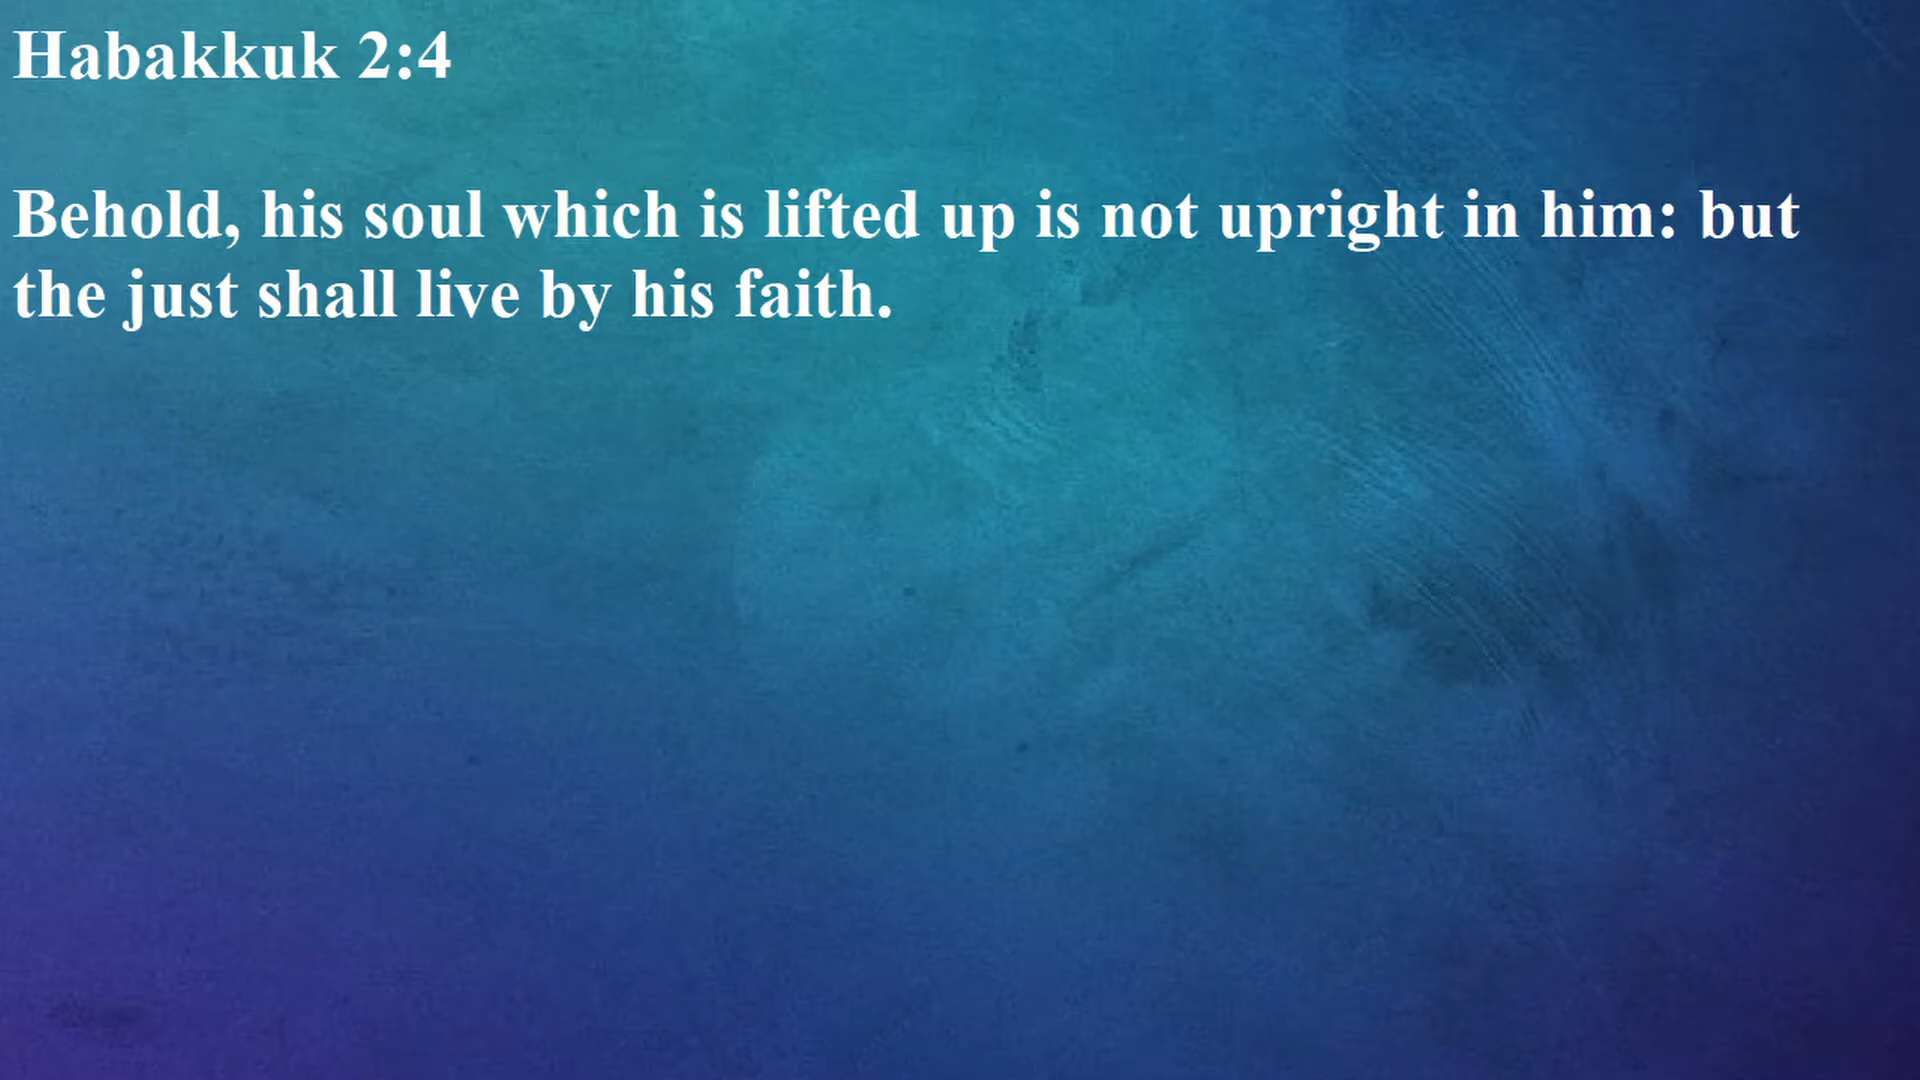 Habakkuk 2:4
Behold, his soul which is lifted up is not upright in him: but
the just shall live by his faith.